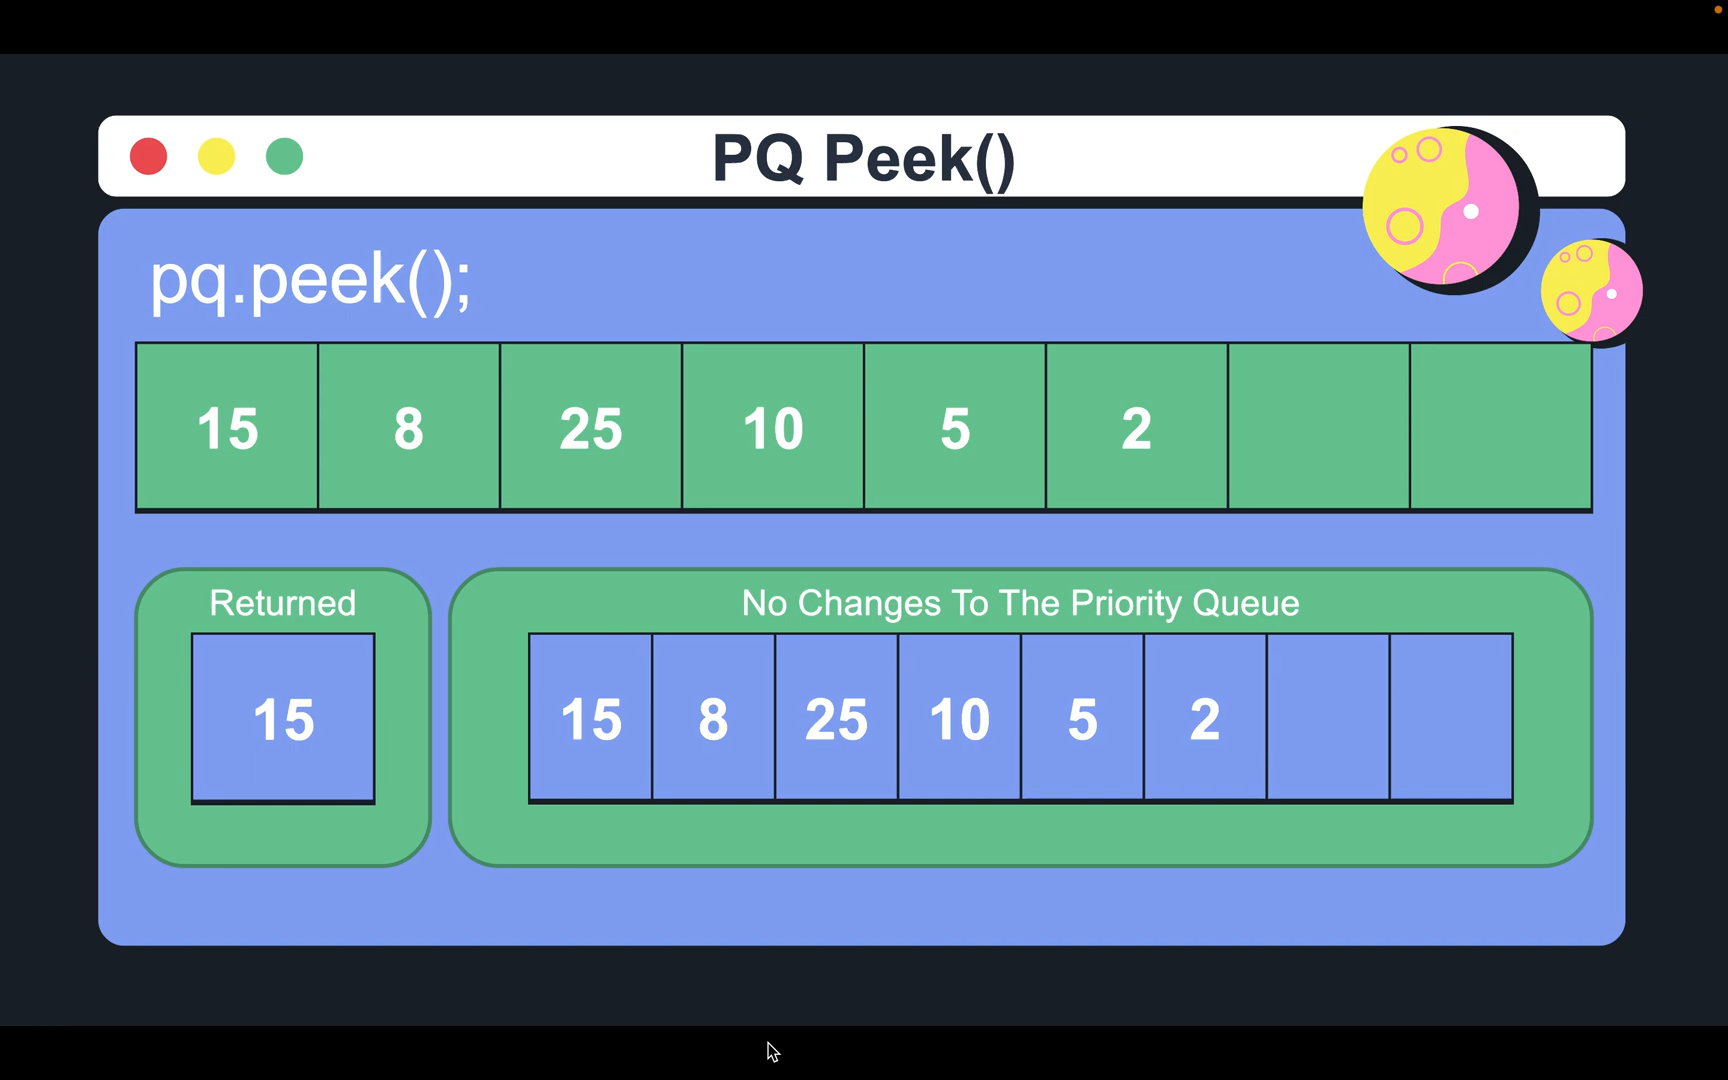 PQ Peek()
pq.peek();
15 8 25 10 5 2
Returned
15
No Changes To The Priority Queue
15 8 25 10 5 2